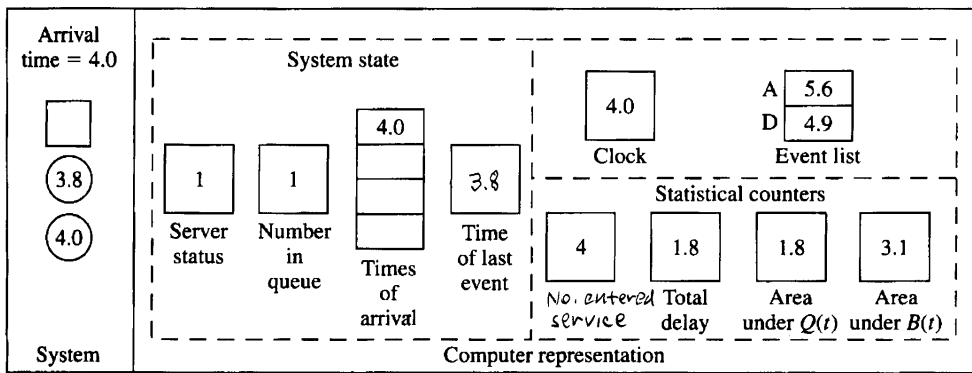 Arrival
time = 4.0
3.8
4.0
System
System state
1
Server
status
1
Number
in
queue
4.0
Times
of
arrival
3.8
Time
of last
event
4.0
Clock
A 5.6
D 4.9
Event list
Statistical counters
4
No. entered
service
1.8
Total
delay
1.8
Area
under Q(t)
3.1
Area
under B(t)
Computer representation